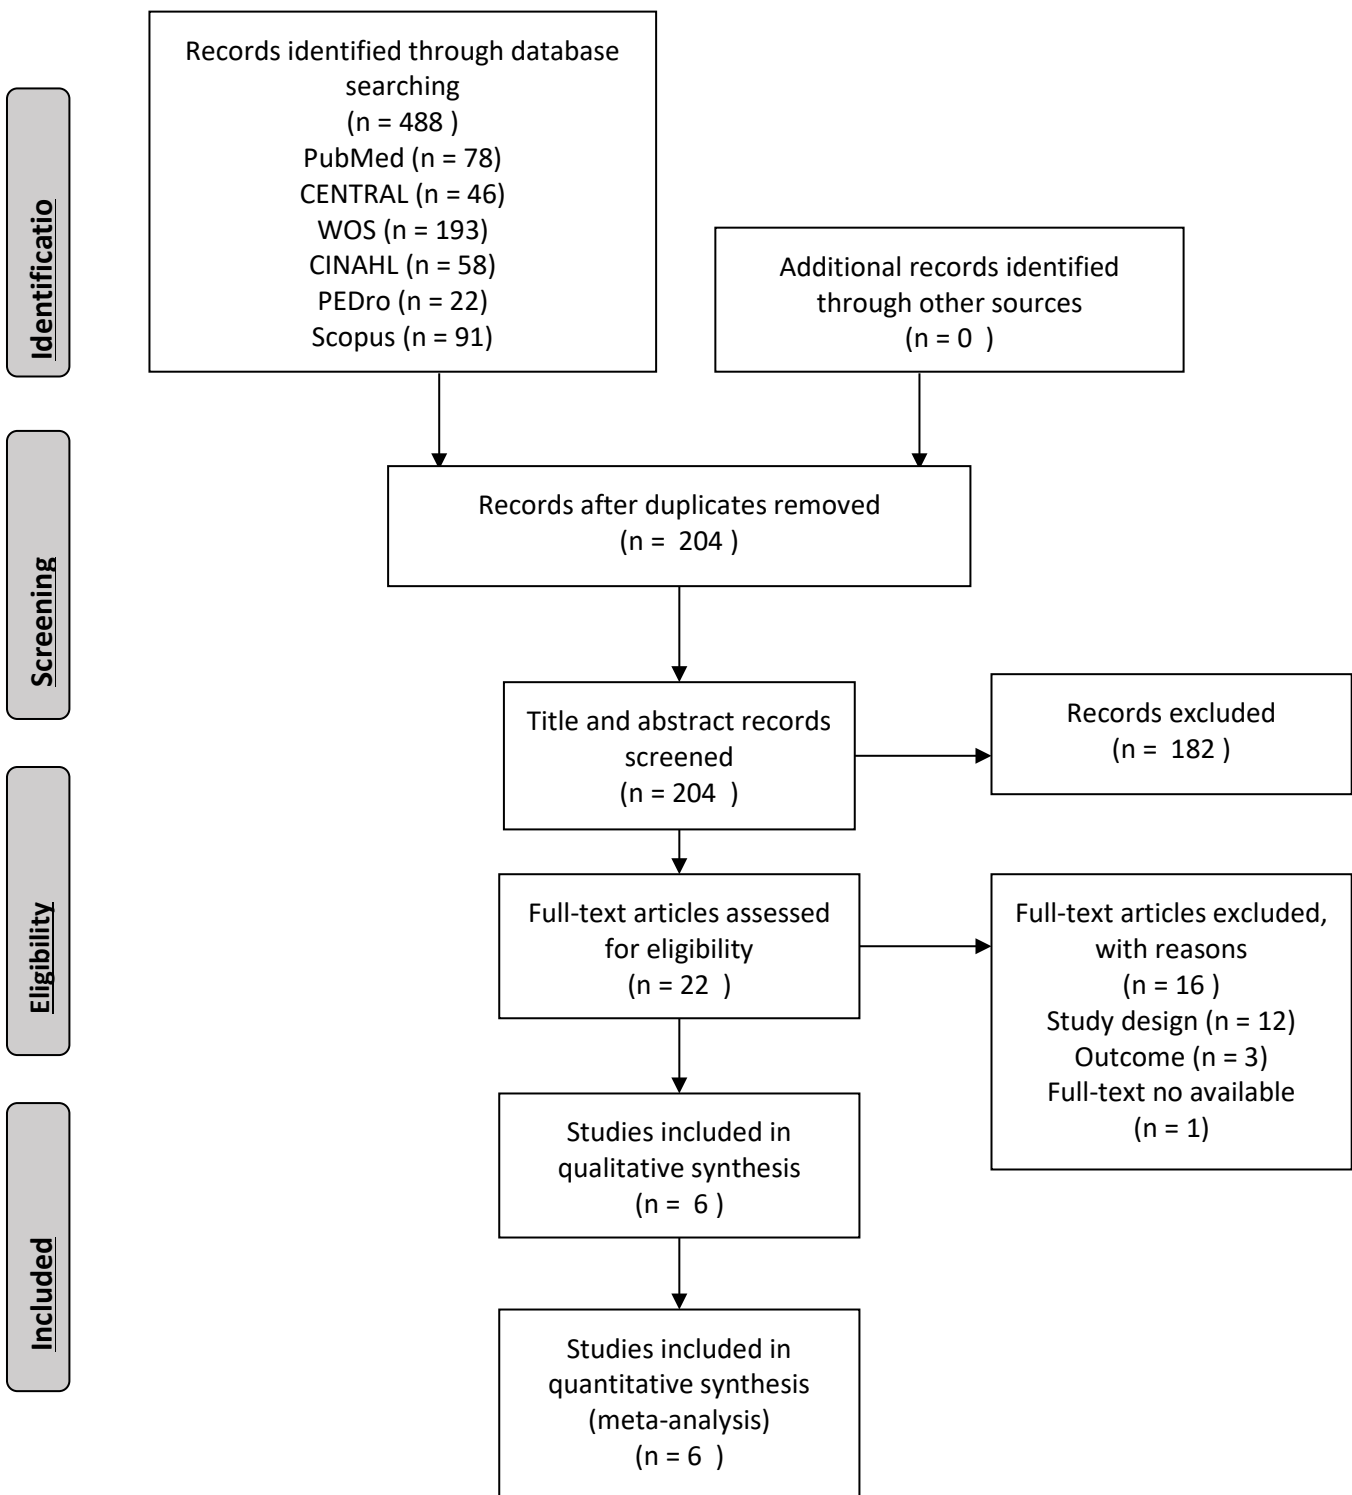 Identificatio
Records identified through database
searching
(n = 488 )
PubMed (n = 78)
CENTRAL (n = 46)
WOS (n = 193)
CINAHL (n = 58)
PEDro (n = 22)
Scopus (n = 91)
Additional records identified
through other sources
(n = 0 )
Screening
Records after duplicates removed
(n = 204 )
Title and abstract records
screened
(n = 204 )
Records excluded
(n = 182 )
Eligibility
Full-text articles assessed
for eligibility
(n = 22 )
Full-text articles excluded,
with reasons
(n = 16 )
Study design (n = 12)
Outcome (n = 3)
Full-text no available
(n = 1)
Included
Studies included in
qualitative synthesis
(n = 6 )
Studies included in
quantitative synthesis
(meta-analysis)
(n = 6 )